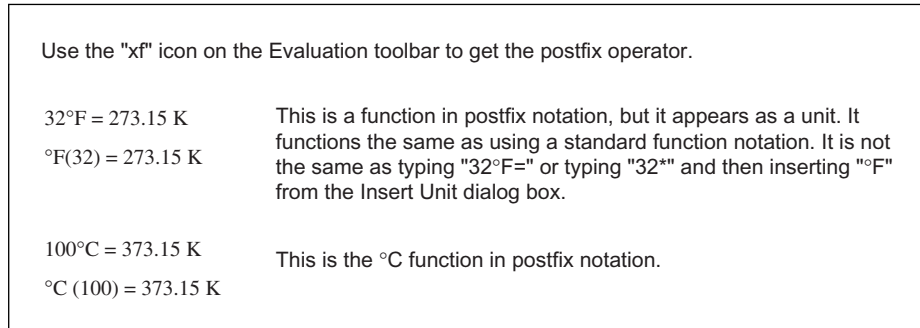 Use the "xf" icon on the Evaluation toolbar to get the postfix operator.
32°F = 273.15 K
°F(32) = 273.15 K
This is a function in postfix notation, but it appears as a unit. It
functions the same as using a standard function notation. It is not
the same as typing "32°F=" or typing "32*" and then inserting "°F"
from the Insert Unit dialog box.
100°C = 373.15 K
°C (100) = 373.15 K
This is the °C function in postfix notation.